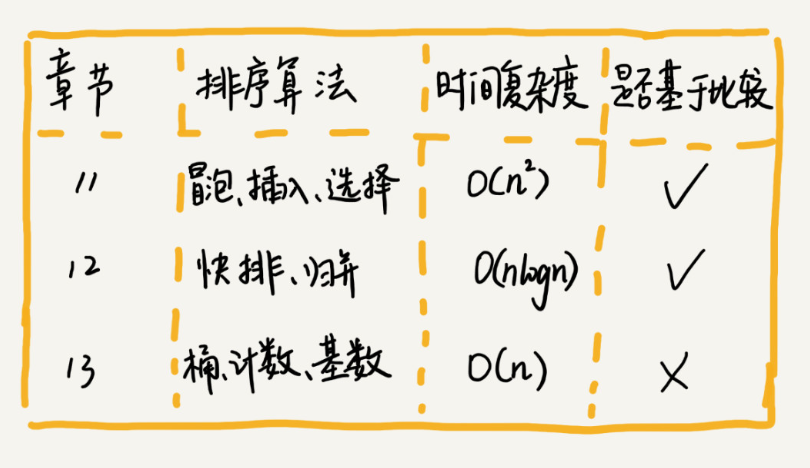 章节 排序算法 时间复杂度 是否基于比较
11 冒泡、插入、选择 O(n²) ✓
12 快排、归并 O(nlogn) ✓
13 桶、计数、基数 O(n) ✗